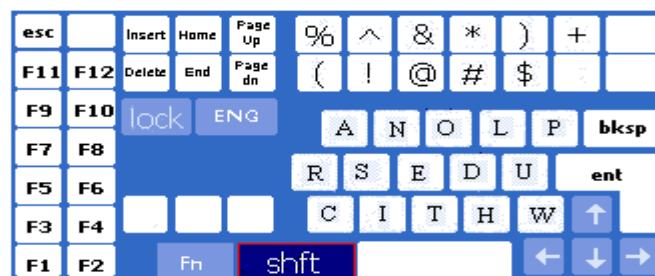 esc Insert Home Page Up % ^ & * ) +
F11 F12 Delete End Page dn ( ! @ # $
F9 F10 lock ENG A N O L P bksp
F7 F8
F5 F6 R S E D U ent
F3 F4 C I T H W ↑
F1 F2 Fn shft ← ↓ →